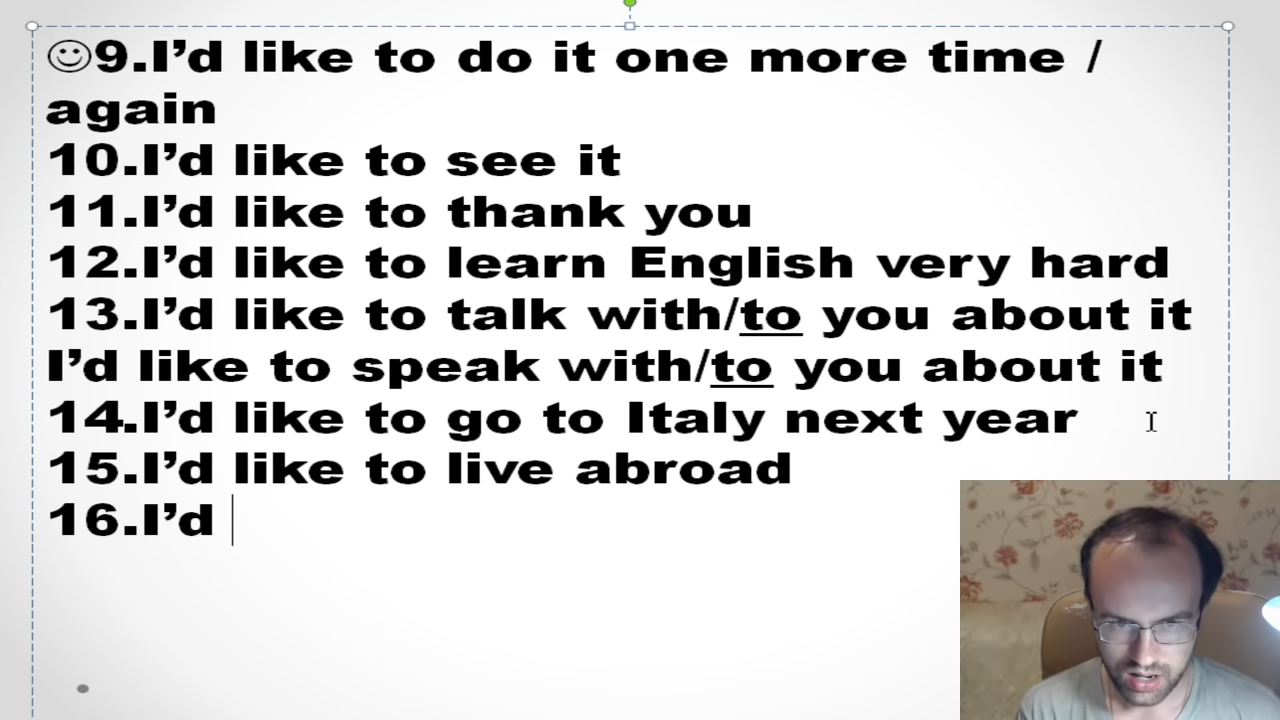 ☺9.I’d like to do it one more time /
again
10.I’d like to see it
11.I’d like to thank you
12.I’d like to learn English very hard
13.I’d like to talk with/to you about it
I’d like to speak with/to you about it
14.I’d like to go to Italy next year
15.I’d like to live abroad
16.I’d